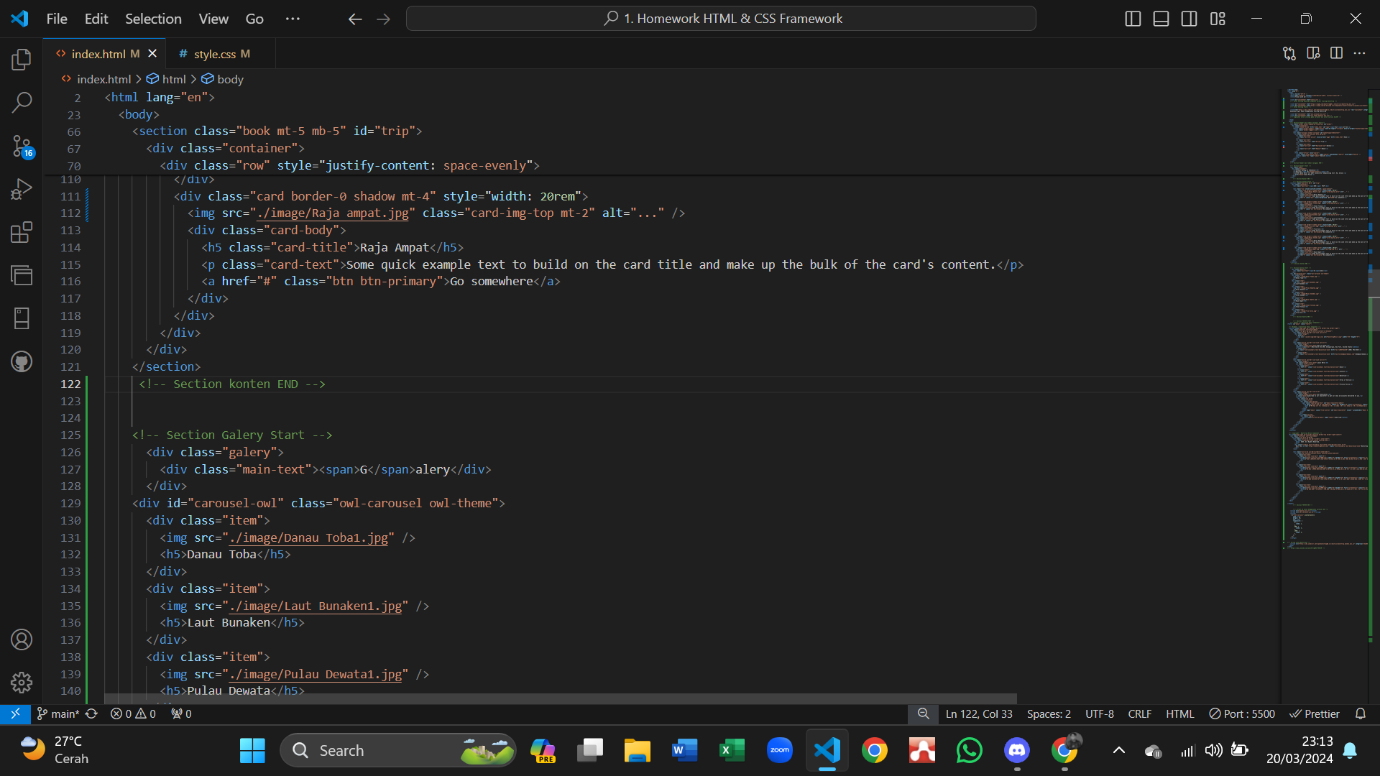 File Edit Selection View Go ··· 1. Homework HTML & CSS Framework
index.html M # style.css M
index.html > html > body
2 <html lang="en">
23 <body>
66 <section class="book mt-5 mb-5" id="trip">
67 <div class="container">
70 <div class="row" style="justify-content: space-evenly">
110 </div>
111 <div class="card border-0 shadow mt-4" style="width: 20rem">
112 <img src="./image/Raja ampat.jpg" class="card-img-top mt-2" alt="..." />
113 <div class="card-body">
114 <h5 class="card-title">Raja Ampat</h5>
115 <p class="card-text">Some quick example text to build on the card title and make up the bulk of the card's content.</p>
116 <a href="#" class="btn btn-primary">Go somewhere</a>
117 </div>
118 </div>
119 </div>
120 </div>
121 </section>
122 <!-- Section konten END -->
123
124
125 <!-- Section Galery Start -->
126 <div class="galery">
127 <div class="main-text"><span>G</span>alery</div>
128 </div>
129 <div id="carousel-owl" class="owl-carousel owl-theme">
130 <div class="item">
131 <img src="./image/Danau Toba1.jpg" />
132 <h5>Danau Toba</h5>
133 </div>
134 <div class="item">
135 <img src="./image/Laut Bunaken1.jpg" />
136 <h5>Laut Bunaken</h5>
137 </div>
138 <div class="item">
139 <img src="./image/Pulau Dewata1.jpg" />
140 <h5>Pulau Dewata</h5>
16
main* 0 0 0 Ln 122, Col 33 Spaces: 2 UTF-8 CRLF HTML Port : 5500 Prettier
27°C
Cerah
Search
PRE
zoom
23:13
20/03/2024